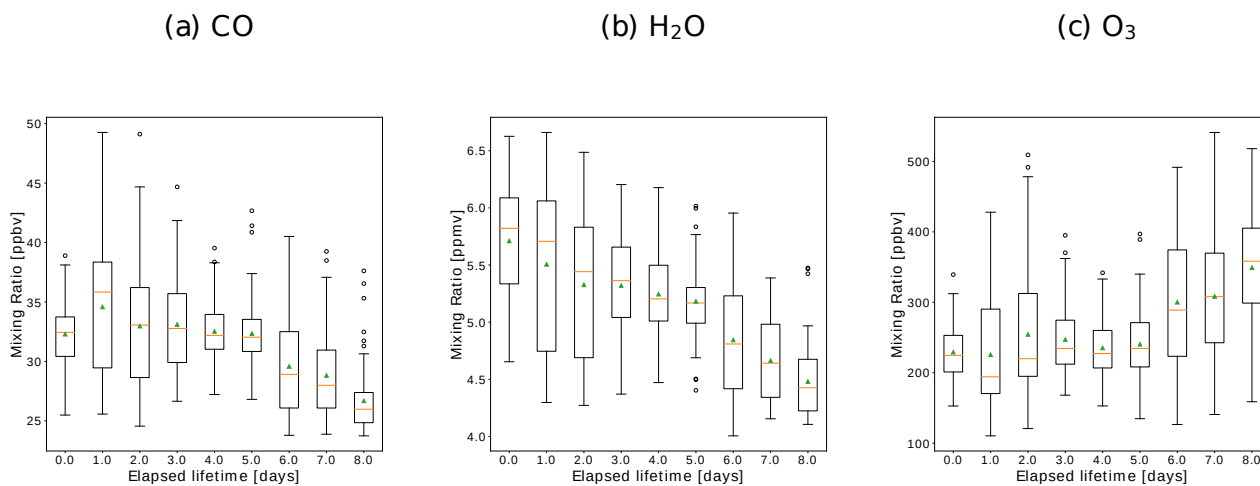 (a) CO
(b) H₂O
(c) O₃
Mixing Ratio [ppbv]
50
45
40
35
30
25
0.0 1.0 2.0 3.0 4.0 5.0 6.0 7.0 8.0
Elapsed lifetime [days]
Mixing Ratio [ppmv]
6.5
6.0
5.5
5.0
4.5
4.0
0.0 1.0 2.0 3.0 4.0 5.0 6.0 7.0 8.0
Elapsed lifetime [days]
Mixing Ratio [ppbv]
500
400
300
200
100
0.0 1.0 2.0 3.0 4.0 5.0 6.0 7.0 8.0
Elapsed lifetime [days]